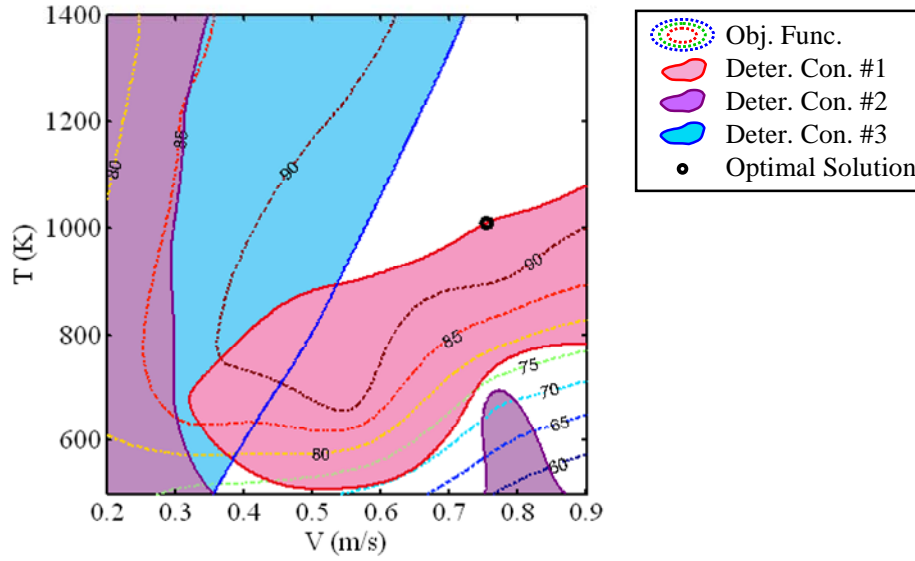 1400
1200
1000
800
600
T (K)
0.2 0.3 0.4 0.5 0.6 0.7 0.8 0.9
V (m/s)
80
85
90
90
85
80
75
70
65
60
Obj. Func.
Deter. Con. #1
Deter. Con. #2
Deter. Con. #3
Optimal Solution